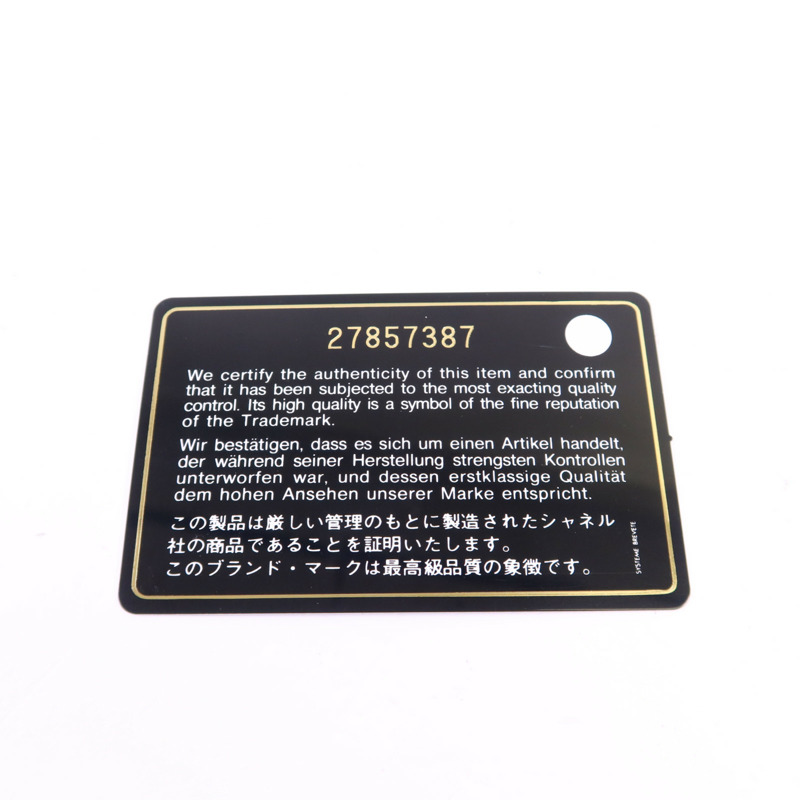 27857387
We certify the authenticity of this item and confirm
that it has been subjected to the most exacting quality
control. Its high quality is a symbol of the fine reputation
of the Trademark.
Wir bestätigen, dass es sich um einen Artikel handelt,
der während seiner Herstellung strengsten Kontrollen
unterworfen war, und dessen erstklassige Qualität
dem hohen Ansehen unserer Marke entspricht.
この製品は厳しい管理のもとに製造されたシャネル
社の商品であることを証明いたします。
このブランド・マークは最高級品質の象徴です。
SYSTEME BREVETE